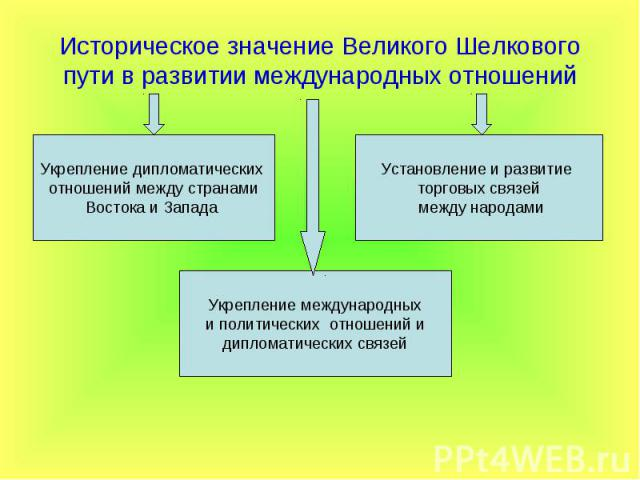 Историческое значение Великого Шелкового
пути в развитии международных отношений
Укрепление дипломатических
отношений между странами
Востока и Запада
Установление и развитие
торговых связей
между народами
Укрепление международных
и политических отношений и
дипломатических связей
PPt4WEB.ru